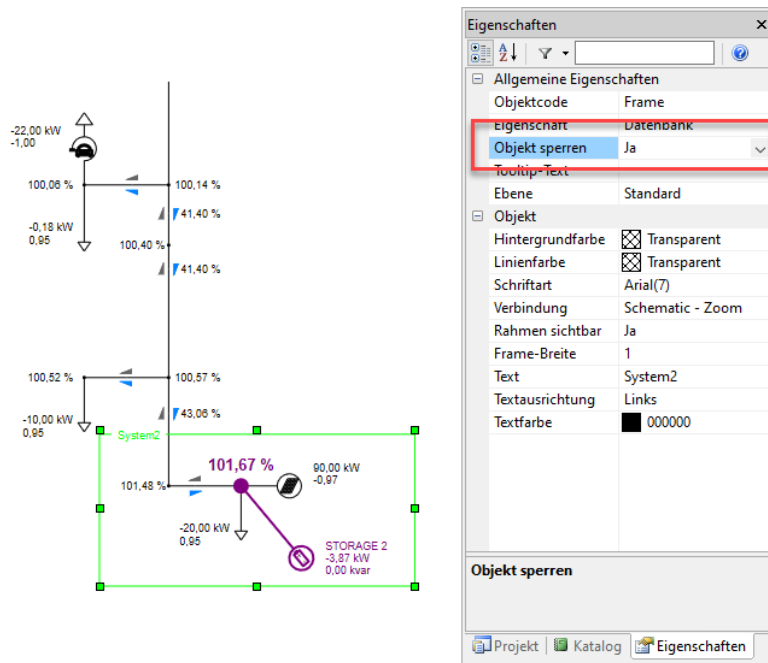 -22,00 kW
-1,00
100,06 %
100,14 %
41,40 %
-0,18 kW
0,95
100,40 %
41,40 %
100,52 %
100,57 %
-10,00 kW
0,95
43,06 %
System2
101,67 %
90,00 kW
-0,97
101,48 %
-20,00 kW
0,95
STORAGE 2
-3,87 kW
0,00 kvar
Eigenschaften
Allgemeine Eigenschaften
Objektcode Frame
Eigenschaft Datenbank
Objekt sperren Ja
Tooltip-Text
Ebene Standard
Objekt
Hintergrundfarbe Transparent
Linienfarbe Transparent
Schriftart Arial(7)
Verbindung Schematic - Zoom
Rahmen sichtbar Ja
Frame-Breite 1
Text System2
Textausrichtung Links
Textfarbe 000000
Objekt sperren
Projekt Katalog Eigenschaften